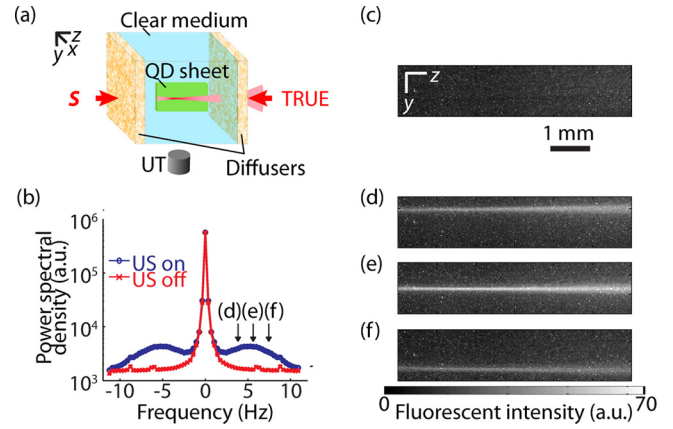 (a)
Clear medium
z
y x
QD sheet
S
TRUE
UT
Diffusers
(b)
Power spectral
density (a.u.)
10^6
10^5
10^4
10^3
US on
US off
(d) (e) (f)
-10 -5 0 5 10
Frequency (Hz)
(c)
z
y
1 mm
(d)
(e)
(f)
0 70
Fluorescent intensity (a.u.)